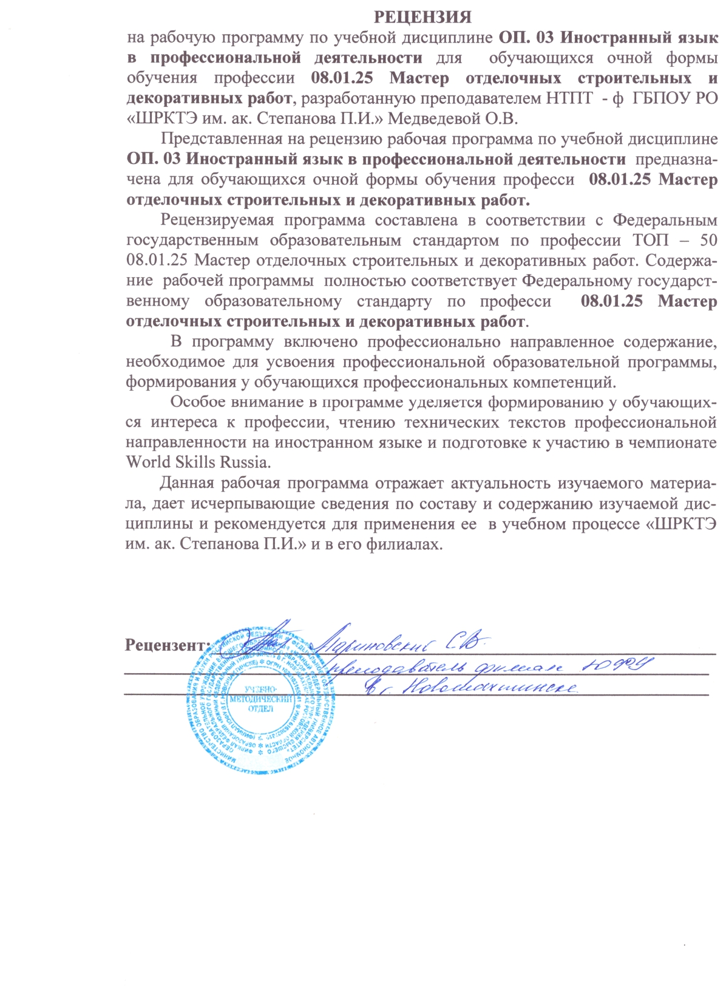 РЕЦЕНЗИЯ
на рабочую программу по учебной дисциплине ОП. 03 Иностранный язык
в профессиональной деятельности для обучающихся очной формы
обучения профессии 08.01.25 Мастер отделочных строительных и
декоративных работ, разработанную преподавателем НТПТ - ф ГБПОУ РО
«ШРКТЭ им. ак. Степанова П.И.» Медведевой О.В.
Представленная на рецензию рабочая программа по учебной дисциплине
ОП. 03 Иностранный язык в профессиональной деятельности предназна-
чена для обучающихся очной формы обучения професси 08.01.25 Мастер
отделочных строительных и декоративных работ.
Рецензируемая программа составлена в соответствии с Федеральным
государственным образовательным стандартом по профессии ТОП – 50
08.01.25 Мастер отделочных строительных и декоративных работ. Содержа-
ние рабочей программы полностью соответствует Федеральному государст-
венному образовательному стандарту по професси 08.01.25 Мастер
отделочных строительных и декоративных работ.
В программу включено профессионально направленное содержание,
необходимое для усвоения профессиональной образовательной программы,
формирования у обучающихся профессиональных компетенций.
Особое внимание в программе уделяется формированию у обучающих-
ся интереса к профессии, чтению технических текстов профессиональной
направленности на иностранном языке и подготовке к участию в чемпионате
World Skills Russia.
Данная рабочая программа отражает актуальность изучаемого материа-
ла, дает исчерпывающие сведения по составу и содержанию изучаемой дис-
циплины и рекомендуется для применения ее в учебном процессе «ШРКТЭ
им. ак. Степанова П.И.» и в его филиалах.
Рецензент:
преподаватель филиал ЮФУ
в г. Новошахтинске
УЧЕБНО-
МЕТОДИЧЕСКИЙ
ОТДЕЛ